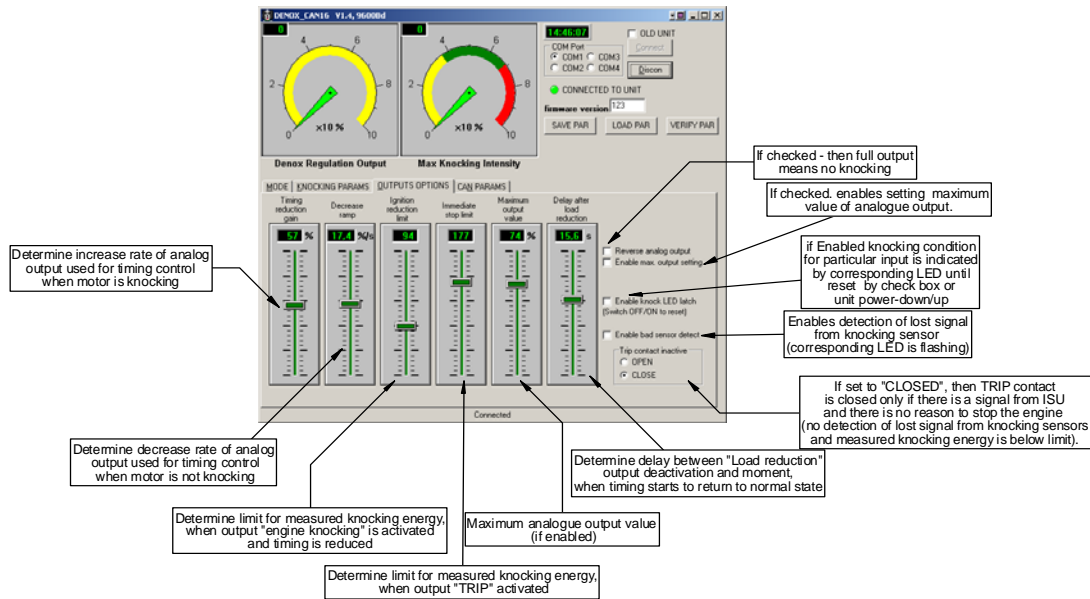 DENOX_CAN16 V1.4, 9600Bd
0
0
14:46:07
OLD UNIT
COM Port
COM1
COM3
COM2
COM4
Connect
Discon
CONNECTED TO UNIT
firmware version
123
SAVE PAR
LOAD PAR
VERIFY PAR
0
2
4
6
8
10
x10 %
Denox Regulation Output
0
2
4
6
8
10
x10 %
Max Knocking Intensity
MODE
KNOCKING PARAMS
OUTPUTS OPTIONS
CAN PARAMS
Timing
reduction
gain
57 %
Decrease
ramp
17,4 %/s
Ignition
reduction
limit
94
Immediate
stop limit
177
Maximum
output
value
74 %
Delay after
load
reduction
15,6 s
Reverse analog output
Enable max. output setting
Enable knock LED latch
(Switch OFF/ON to reset)
Enable bad sensor detect
Trip contact inactive
OPEN
CLOSE
Connected
If checked - then full output
means no knocking
If checked. enables setting maximum
value of analogue output.
if Enabled knocking condition
for particular input is indicated
by corresponding LED until
reset by check box or
unit power-down/up
Enables detection of lost signal
from knocking sensor
(corresponding LED is flashing)
If set to "CLOSED", then TRIP contact
is closed only if there is a signal from ISU
and there is no reason to stop the engine
(no detection of lost signal from knocking sensors
and measured knocking energy is below limit).
Determine increase rate of analog
output used for timing control
when motor is knocking
Determine decrease rate of analog
output used for timing control
when motor is not knocking
Determine delay between "Load reduction"
output deactivation and moment,
when timing starts to return to normal state
Determine limit for measured knocking energy,
when output "engine knocking" is activated
and timing is reduced
Maximum analogue output value
(if enabled)
Determine limit for measured knocking energy,
when output "TRIP" activated